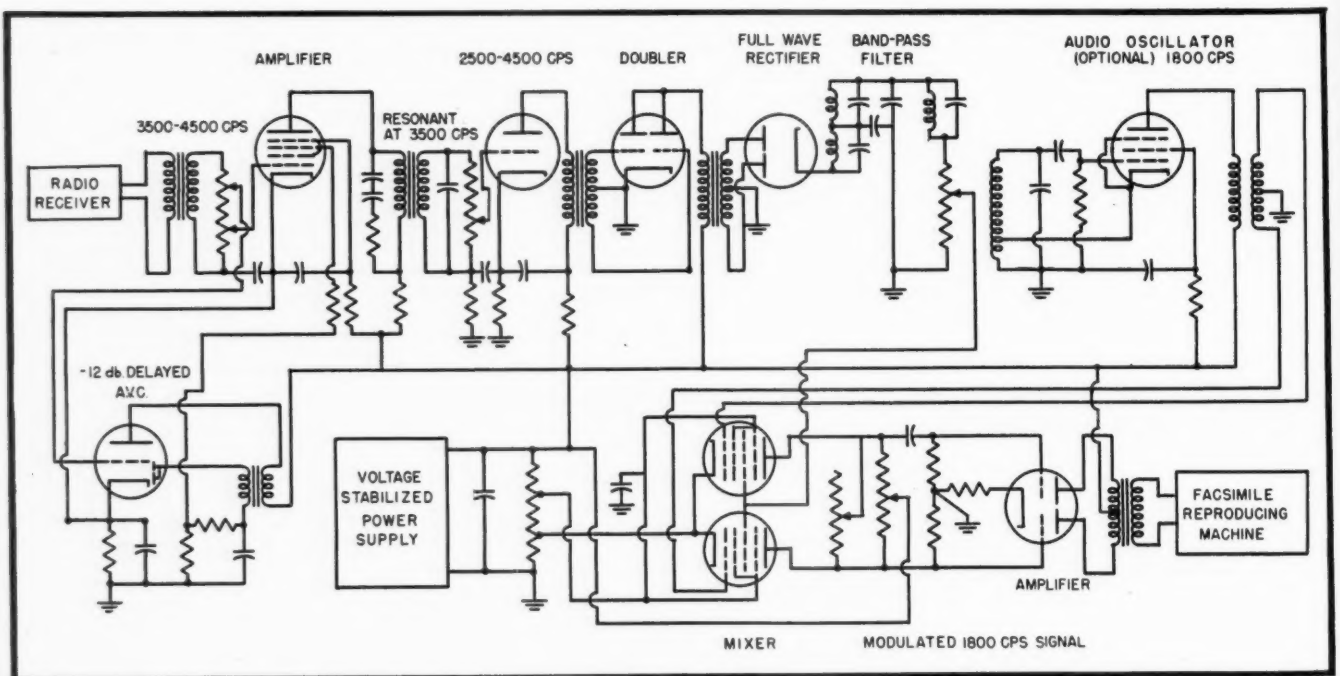 AMPLIFIER
2500-4500 CPS
DOUBLER
FULL WAVE
RECTIFIER
BAND-PASS
FILTER
AUDIO OSCILLATOR
(OPTIONAL) 1800 CPS
3500-4500 CPS
RESONANT
AT 3500 CPS
RADIO
RECEIVER
-12 db. DELAYED
A.V.C.
VOLTAGE
STABILIZED
POWER
SUPPLY
FACSIMILE
REPRODUCING
MACHINE
AMPLIFIER
MIXER
MODULATED 1800 CPS SIGNAL